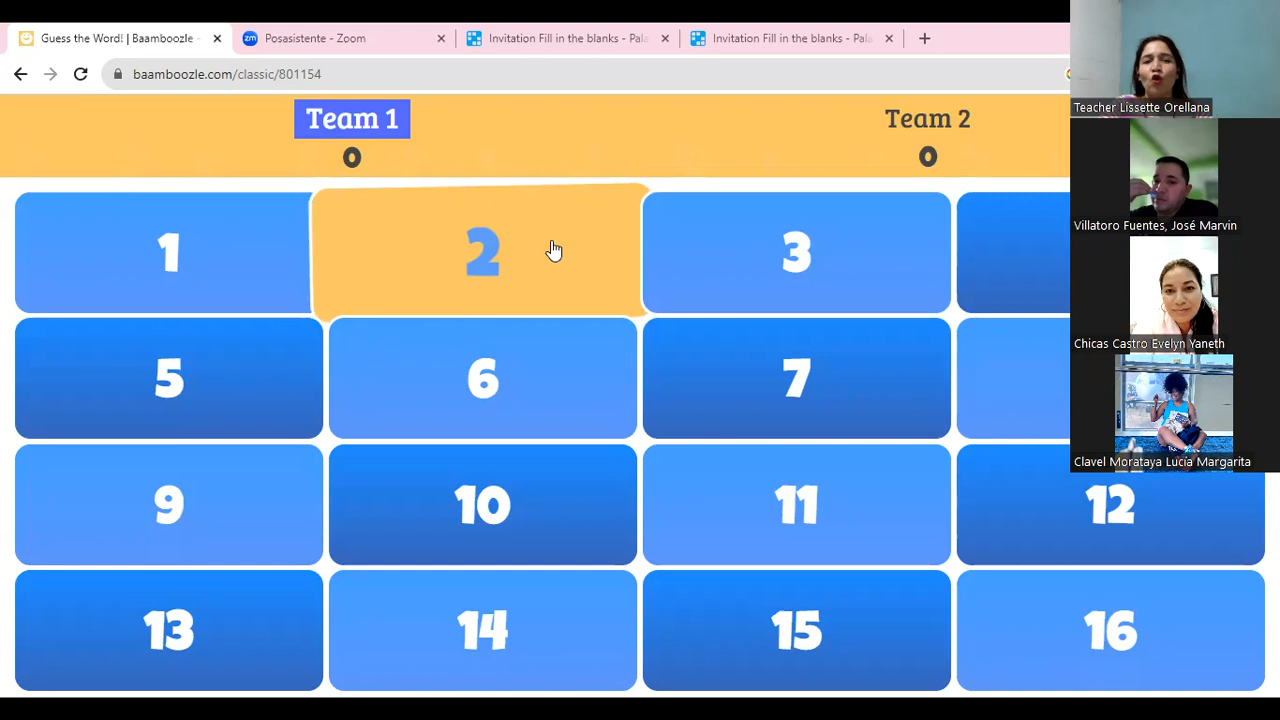 Guess the Word! | Baamboozle -
Posasistente - Zoom
Invitation Fill in the blanks - Pala
Invitation Fill in the blanks - Pala
baamboozle.com/classic/801154
Team 1
0
Team 2
0
1
2
3
5
6
7
9
10
11
12
13
14
15
16
Teacher Lissette Orellana
Villatoro Fuentes, José Marvin
Chicas Castro Evelyn Yaneth
Clavel Morataya Lucía Margarita